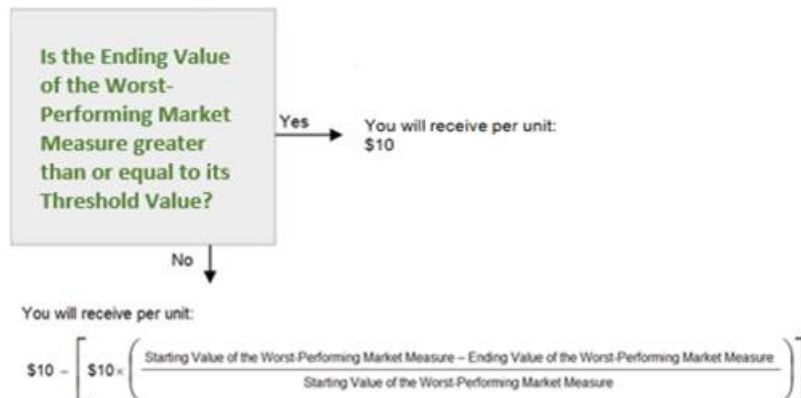 Is the Ending Value
of the Worst-
Performing Market
Measure greater
than or equal to its
Threshold Value?
Yes
You will receive per unit:
$10
No
You will receive per unit:
Starting Value of the Worst-Performing Market Measure – Ending Value of the Worst-Performing Market Measure
$10 – [ $10 × (
Starting Value of the Worst-Performing Market Measure
) ]